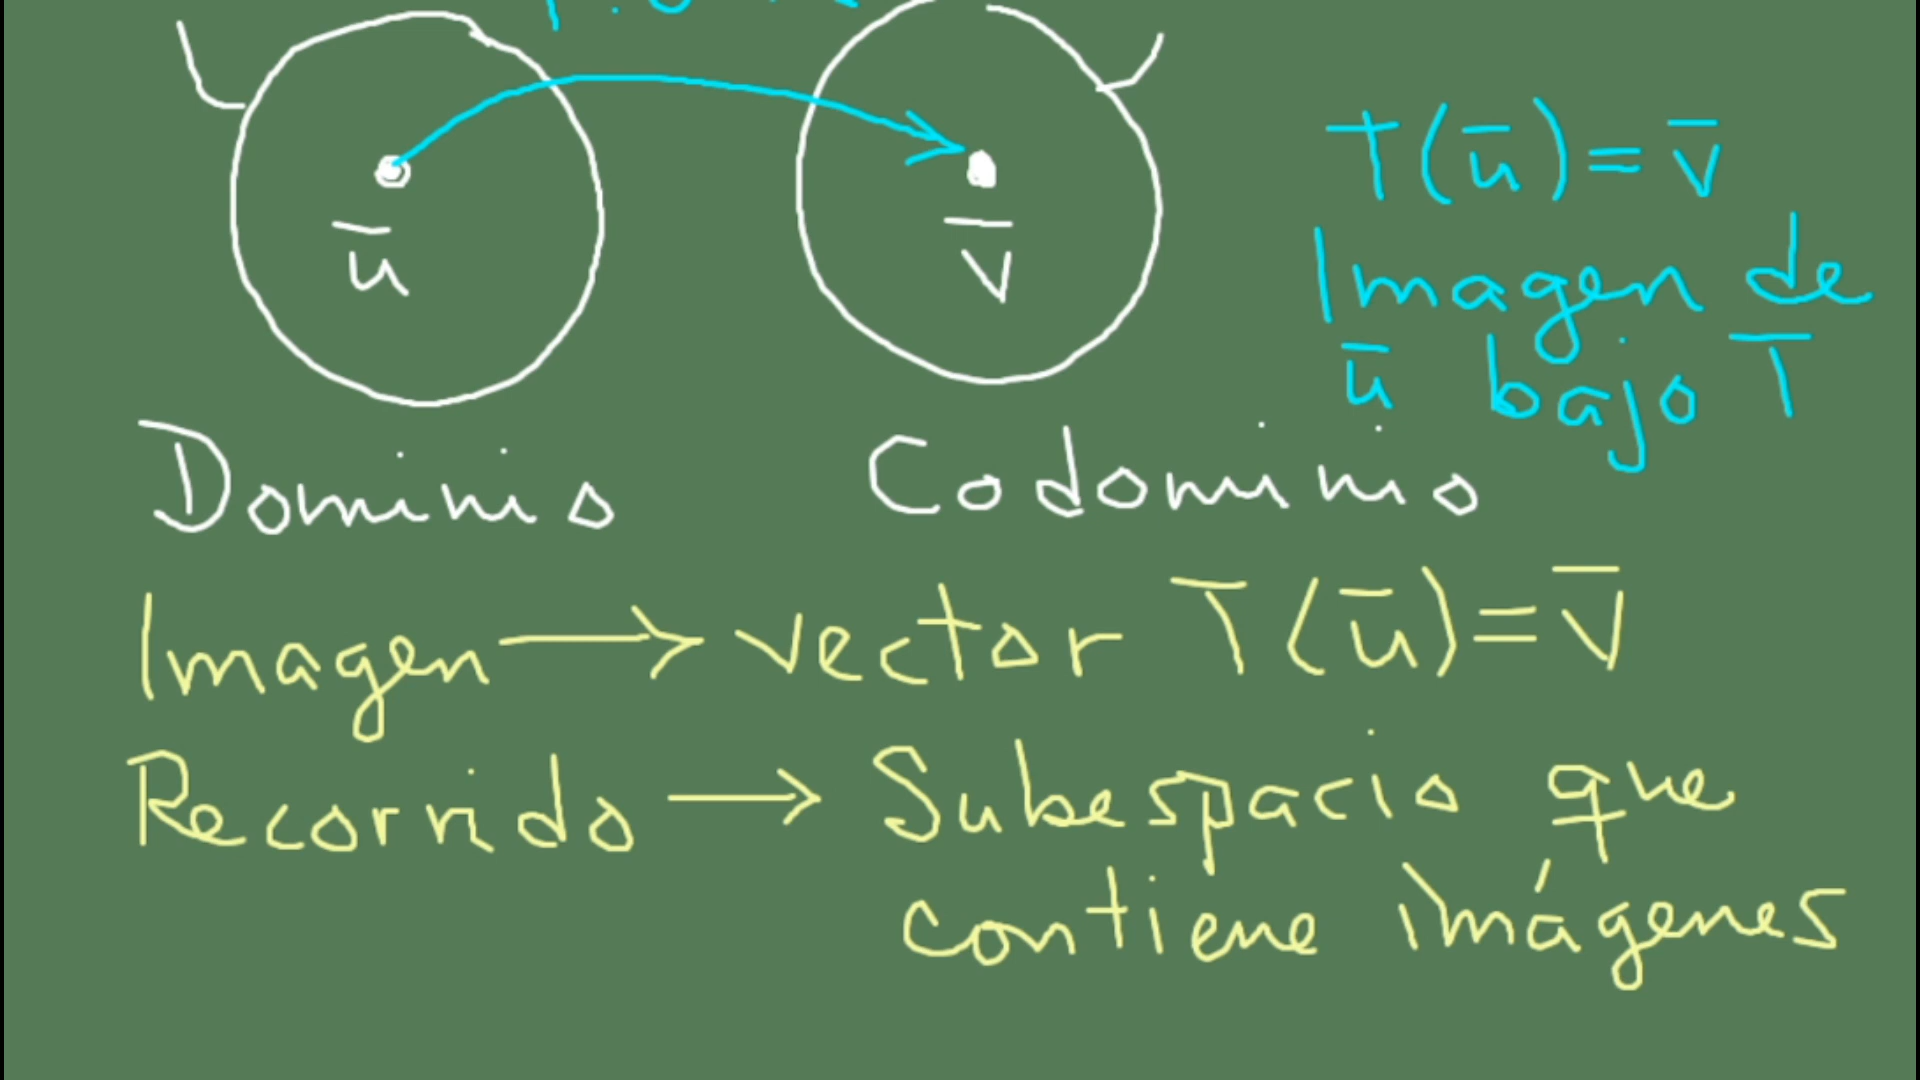 ū
v̄
T(ū)=v̄
Imagen de
ū bajo T
Dominio
Codominio
Imagen → vector T(ū)=v̄
Recorrido → Subespacio que
contiene imágenes